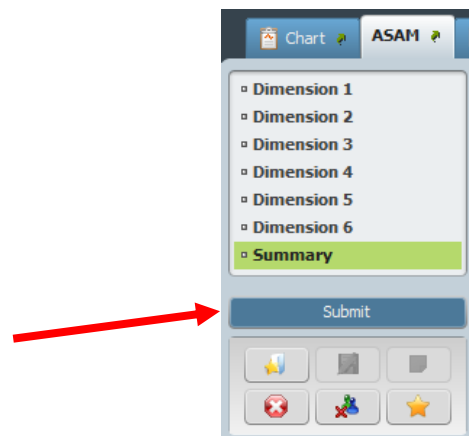 Chart ASAM
Dimension 1
Dimension 2
Dimension 3
Dimension 4
Dimension 5
Dimension 6
Summary
Submit